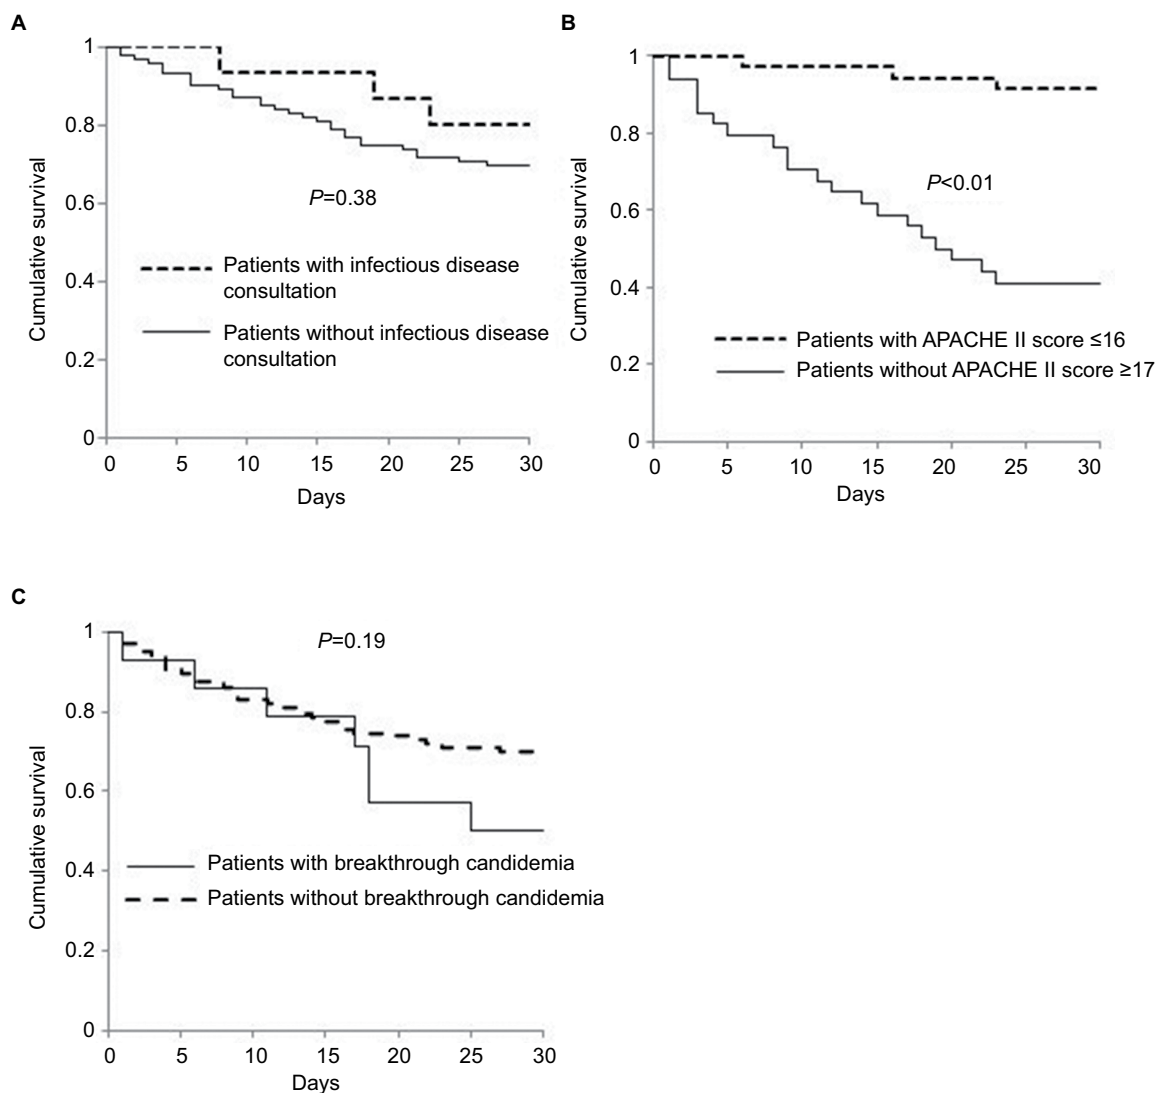 A
1
0.8
0.6
0.4
0.2
0
Cumulative survival
P=0.38
Patients with infectious disease
consultation
Patients without infectious disease
consultation
0 5 10 15 20 25 30
Days
B
1
0.8
0.6
0.4
0.2
0
Cumulative survival
P<0.01
Patients with APACHE II score ≤16
Patients without APACHE II score ≥17
0 5 10 15 20 25 30
Days
C
1
0.8
0.6
0.4
0.2
0
Cumulative survival
P=0.19
Patients with breakthrough candidemia
Patients without breakthrough candidemia
0 5 10 15 20 25 30
Days